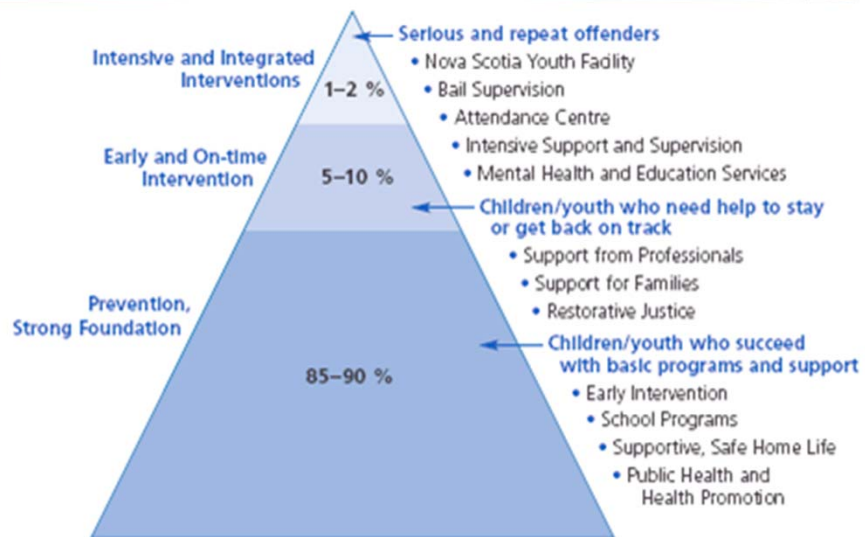 Serious and repeat offenders
Intensive and Integrated
Interventions
1–2 %
• Nova Scotia Youth Facility
• Bail Supervision
• Attendance Centre
• Intensive Support and Supervision
• Mental Health and Education Services
Early and On-time
Intervention
5–10 %
Children/youth who need help to stay
or get back on track
• Support from Professionals
• Support for Families
• Restorative Justice
Prevention,
Strong Foundation
85–90 %
Children/youth who succeed
with basic programs and support
• Early Intervention
• School Programs
• Supportive, Safe Home Life
• Public Health and
Health Promotion